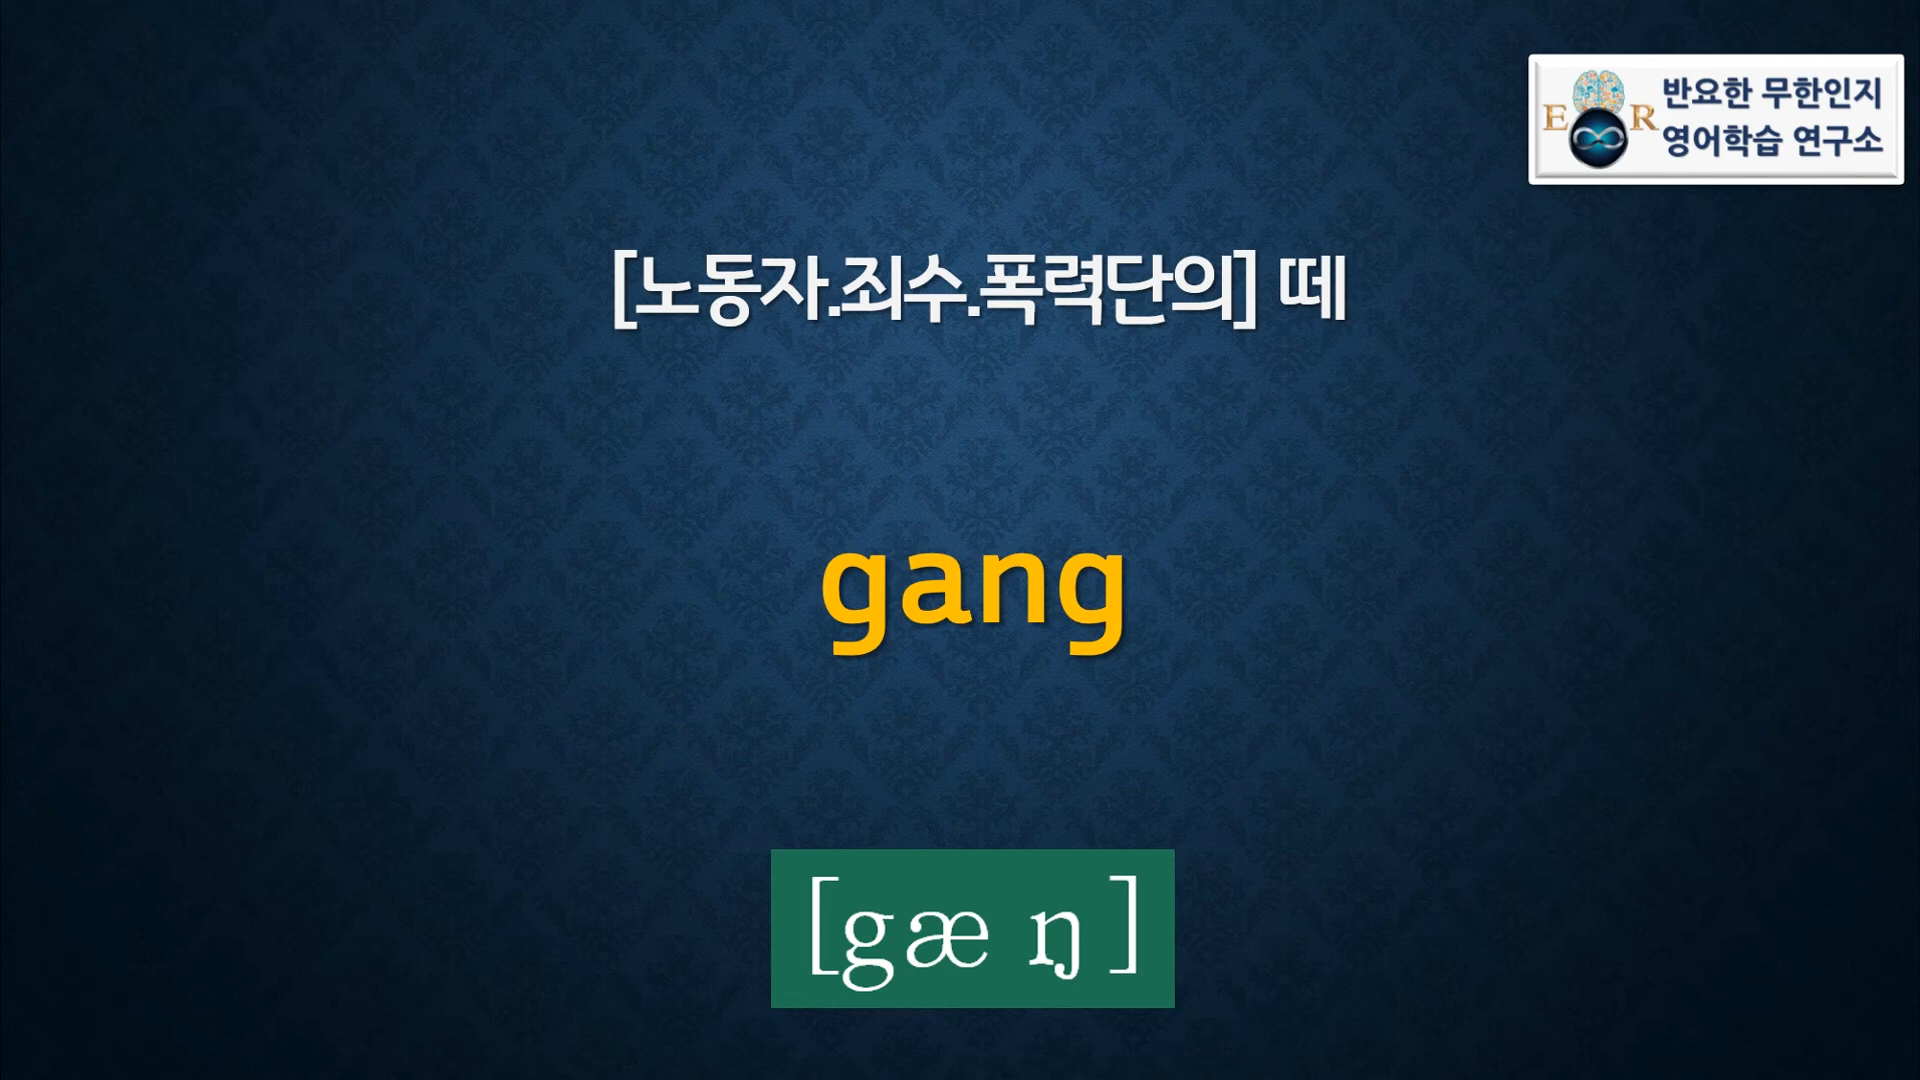 E R 반요한 무한인지
영어학습 연구소
[노동자.죄수.폭력단의] 떼
gang
[gæ ŋ]